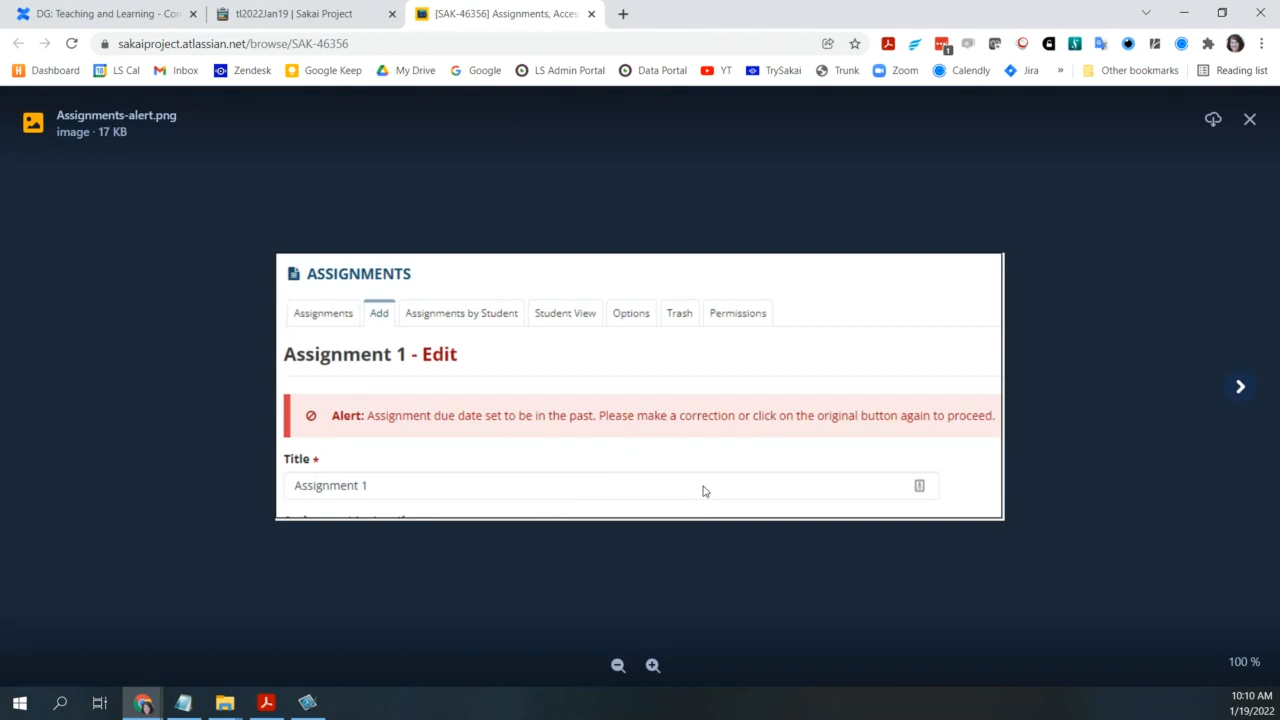 DG: Teaching and Learning - Con
tl2022Jan19 | Sakai Project
[SAK-46356] Assignments, Acces
sakaiproject.atlassian.net/browse/SAK-46356
1
Dashboard
18 LS Cal
Inbox
Zendesk
Google Keep
My Drive
Google
LS Admin Portal
Data Portal
YT
TrySakai
Trunk
Zoom
Calendly
Jira
»
Other bookmarks
Reading list
Assignments-alert.png
image · 17 KB
ASSIGNMENTS
Assignments
Add
Assignments by Student
Student View
Options
Trash
Permissions
Assignment 1 - Edit
Alert: Assignment due date set to be in the past. Please make a correction or click on the original button again to proceed.
Title *
Assignment 1
100 %
10:10 AM
1/19/2022